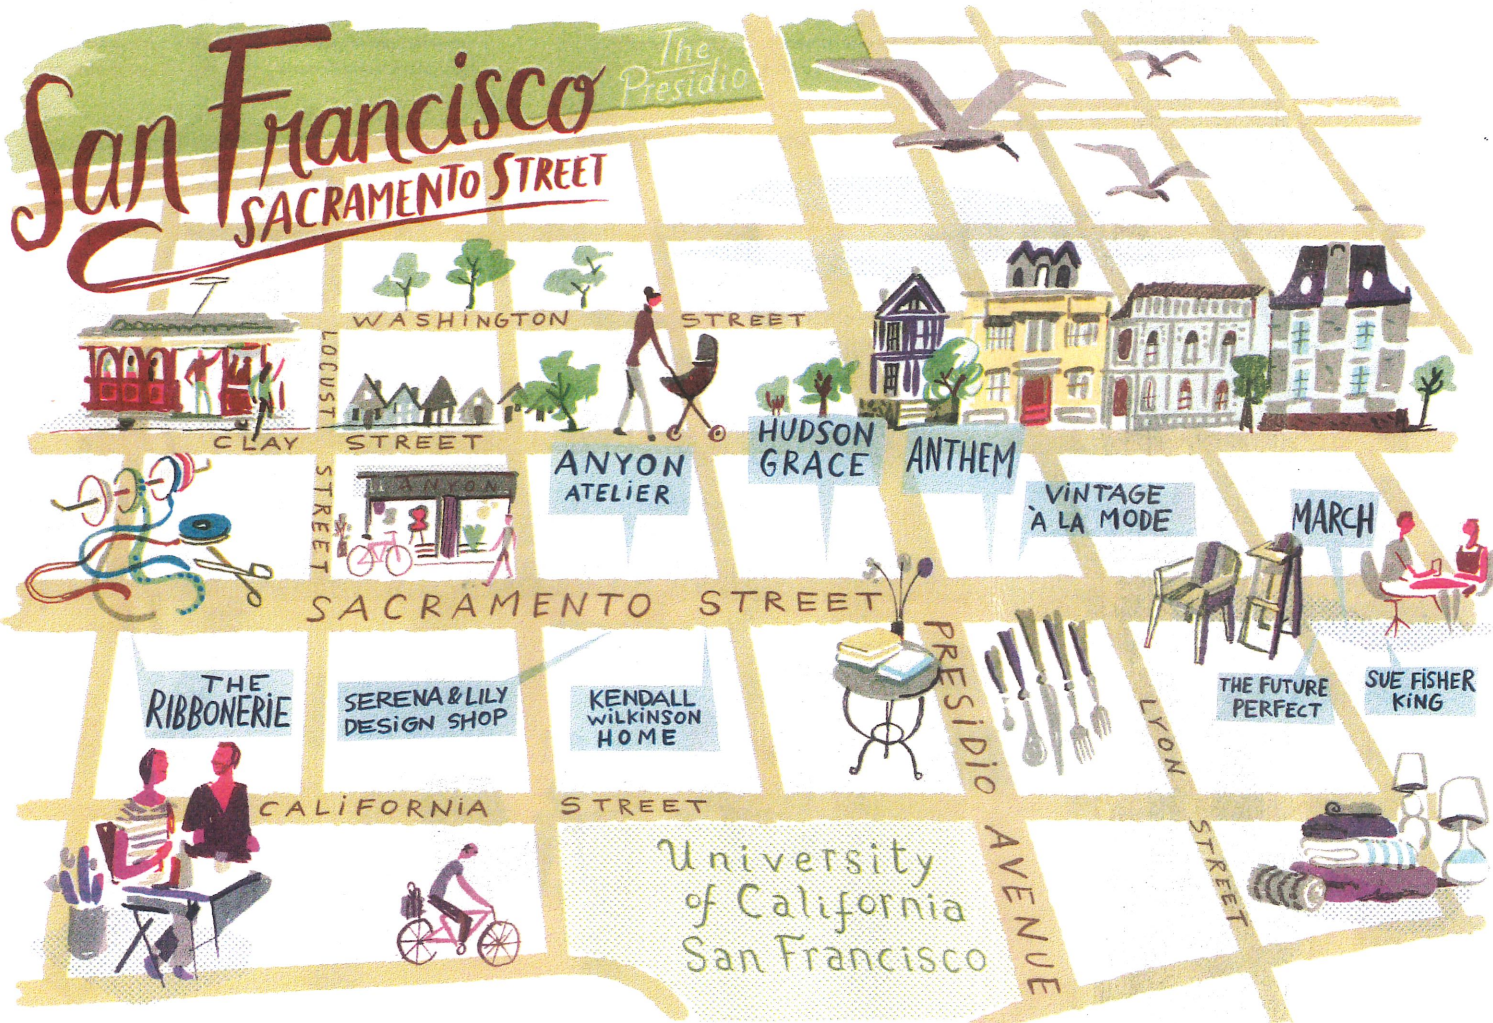 San Francisco
SACRAMENTO STREET
The
Presidio
WASHINGTON STREET
LOCUST STREET
CLAY STREET
ANYON
ANYON
ATELiER
HUDSON
GRACE
ANTHEM
ViNTAGE
À LA MODE
MARCH
SACRAMENTO STREET
THE
RIBBONERiE
SERENA & LiLY
DESiGN SHOP
KENDALL
WiLKINSON
HOME
PRESIDIO AVENUE
LYON STREET
THE FUTURE
PERFECT
SUE FiSHER
KiNG
CALiFORNiA STREET
University
of California
San Francisco